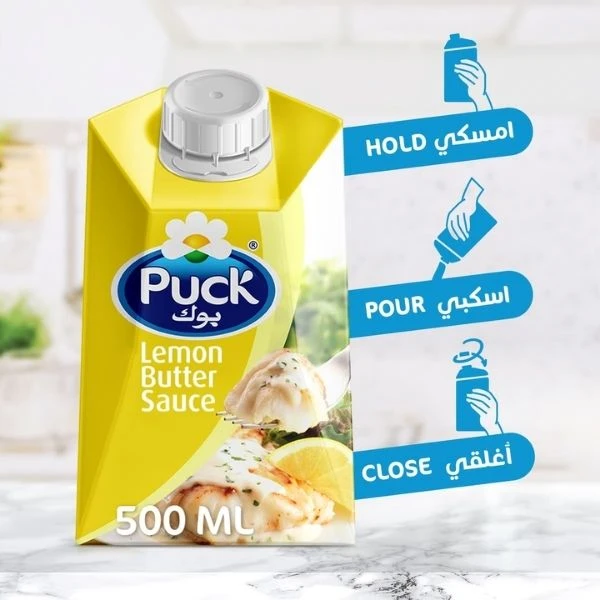 ®
Puck
بوك
Lemon
Butter
Sauce
500 ML
HOLD امسكي
POUR اسكبي
CLOSE أغلقي